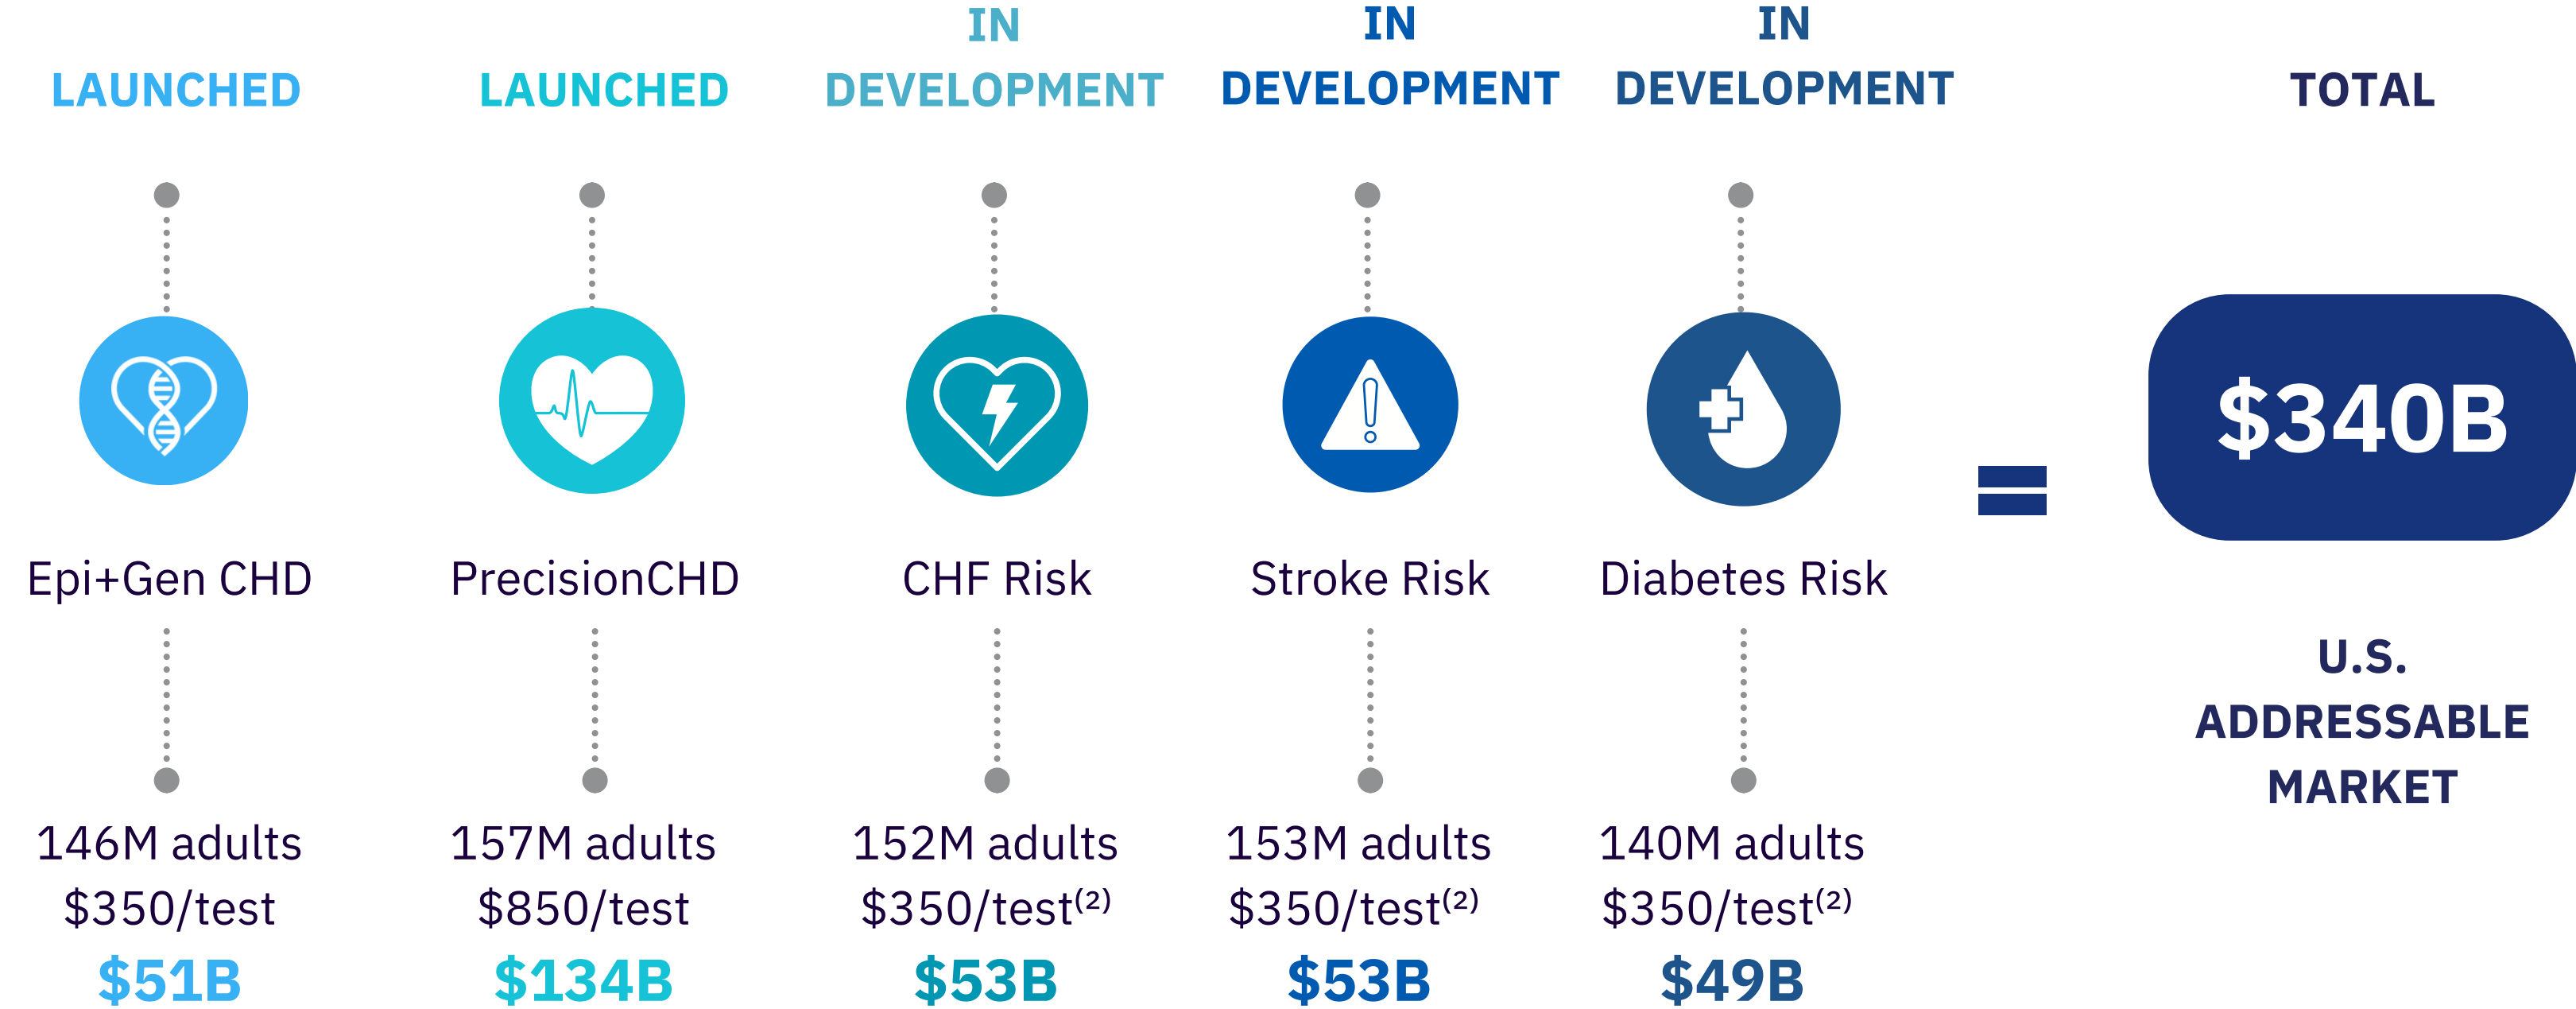 LAUNCHED
LAUNCHED
IN
DEVELOPMENT
IN
DEVELOPMENT
IN
DEVELOPMENT
TOTAL
Epi+Gen CHD
PrecisionCHD
CHF Risk
Stroke Risk
Diabetes Risk
=
$340B
U.S.
ADDRESSABLE
MARKET
146M adults
$350/test
$51B
157M adults
$850/test
$134B
152M adults
$350/test⁽²⁾
$53B
153M adults
$350/test⁽²⁾
$53B
140M adults
$350/test⁽²⁾
$49B